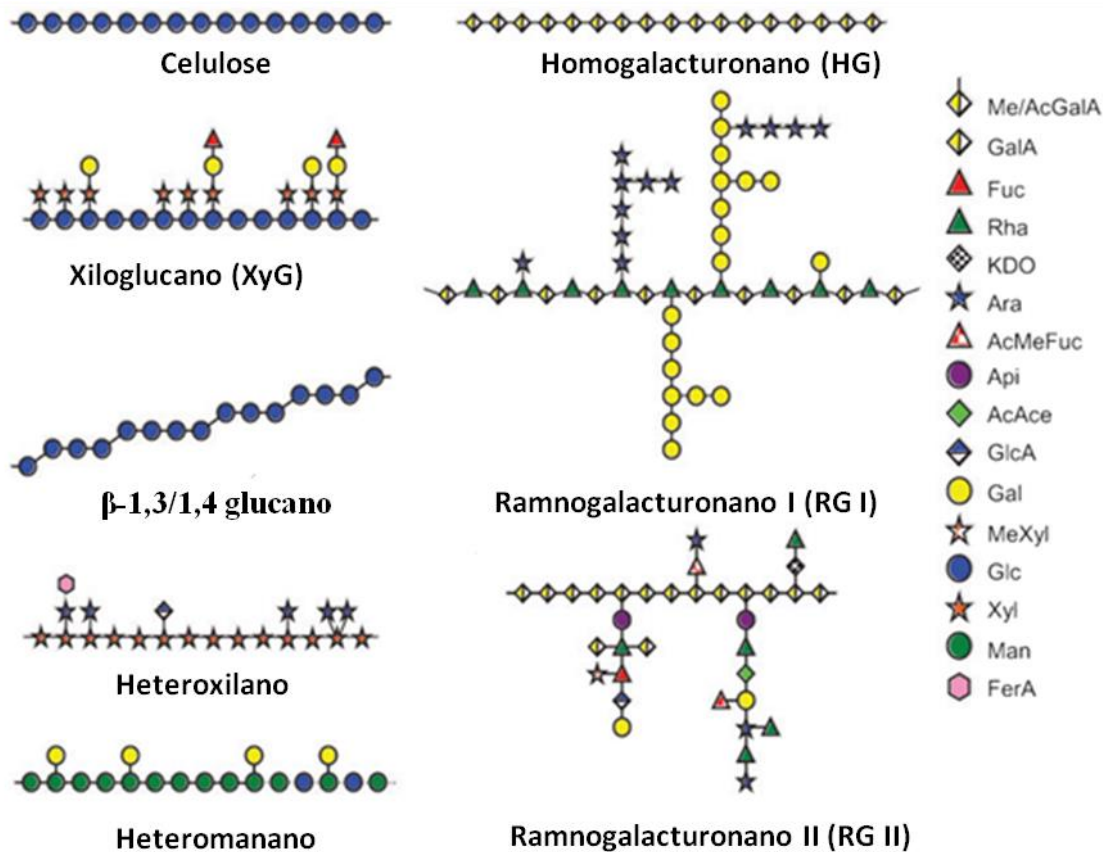 Celulose
Xiloglucano (XyG)
β-1,3/1,4 glucano
Heteroxilano
Heteromanano
Homogalacturonano (HG)
Ramnogalacturonano I (RG I)
Ramnogalacturonano II (RG II)
Me/AcGalA
GalA
Fuc
Rha
KDO
Ara
AcMeFuc
Api
AcAce
GlcA
Gal
MeXyl
Glc
Xyl
Man
FerA